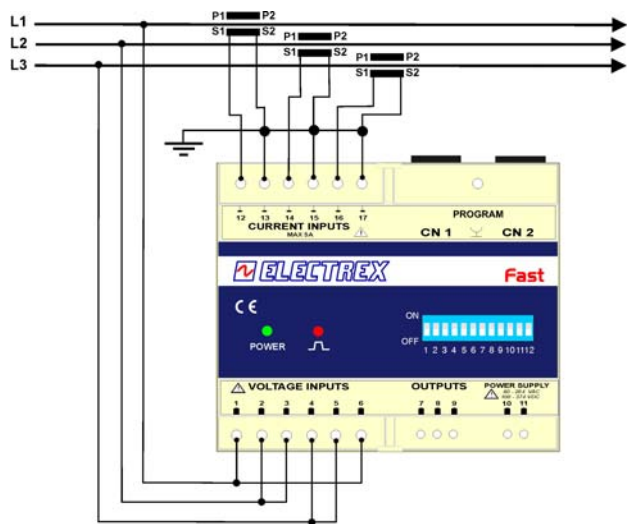 L1
P1 P2
S1 S2
L2
P1 P2
S1 S2
L3
P1 P2
S1 S2
12 13 14 15 16 17
CURRENT INPUTS
MAX 5A
PROGRAM
CN 1 CN 2
ELECTREX
Fast
CE
POWER
ON
OFF
1 2 3 4 5 6 7 8 9 10 11 12
VOLTAGE INPUTS
OUTPUTS
POWER SUPPLY
1 2 3 4 5 6
7 8 9
10 11